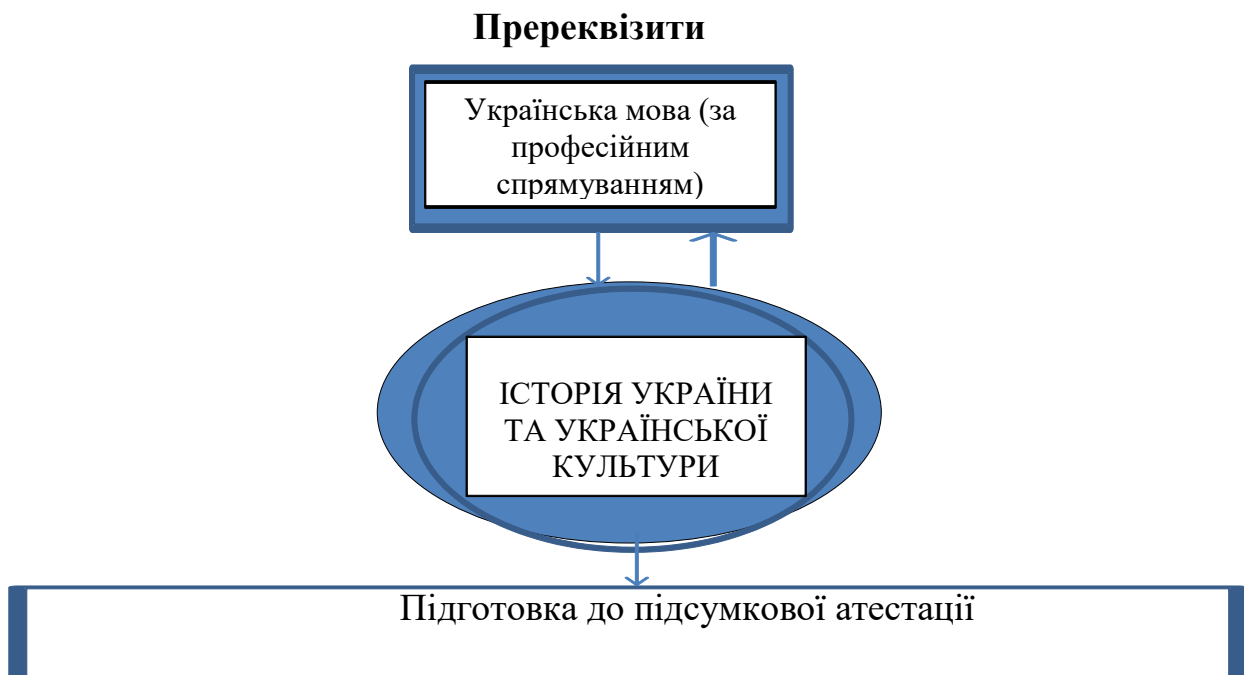 Пререквізити
Українська мова (за
професійним
спрямуванням)
ІСТОРІЯ УКРАЇНИ
ТА УКРАЇНСЬКОЇ
КУЛЬТУРИ
Підготовка до підсумкової атестації